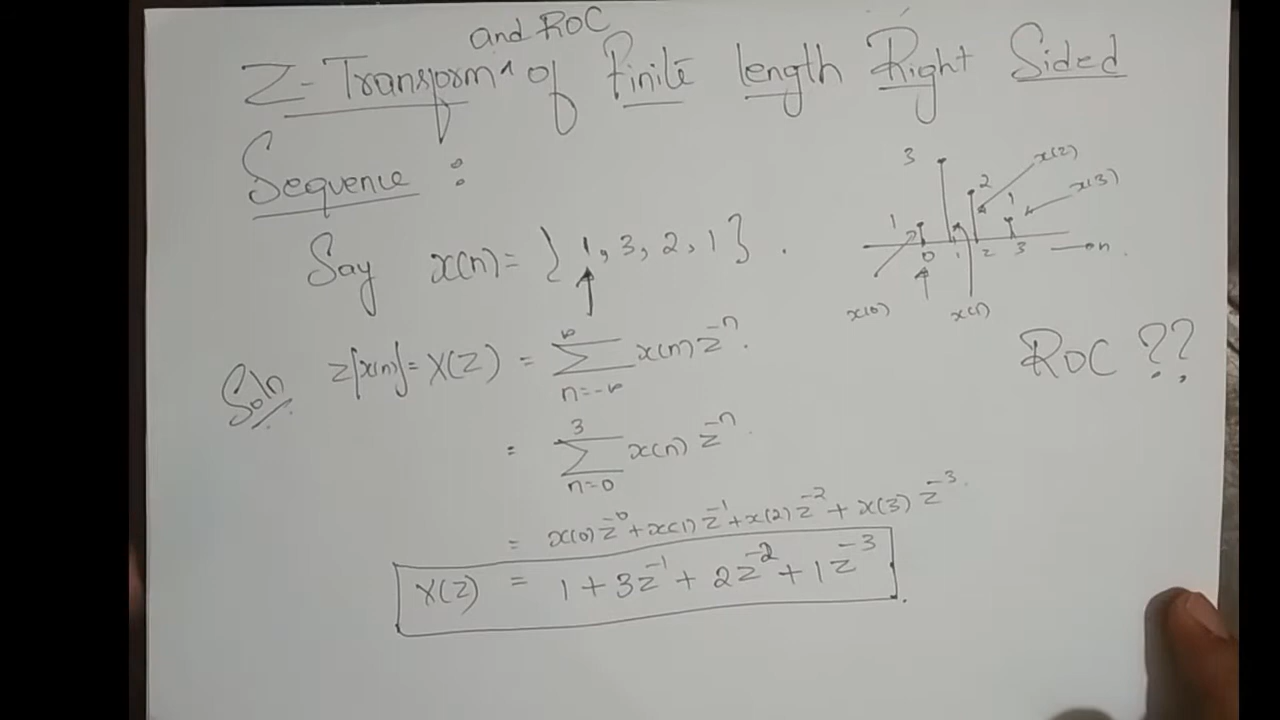 and ROC
Z-Transform^ of finite length Right Sided
Sequence :
Say x(n) = { 1, 3, 2, 1 } .
↑
3
2
x(2)
1
x(3)
1
0 1 2 3 → n
↑
x(0)
x(1)
Soln Z[x(n)] = X(Z) = ∑ x(n) z^-n.
∞
n=-∞
ROC ??
= ∑ x(n) z^-n.
3
n=0
= x(0) z^-0 + x(1) z^-1 + x(2) z^-2 + x(3) z^-3.
X(Z) = 1 + 3z^-1 + 2z^-2 + 1z^-3.